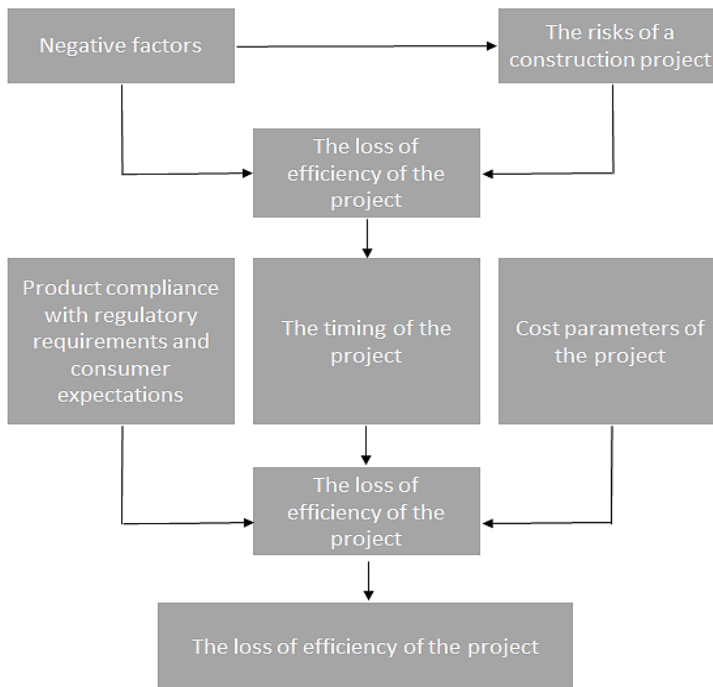 Negative factors
The risks of a
construction project
The loss of
efficiency of the
project
Product compliance
with regulatory
requirements and
consumer
expectations
The timing of the
project
Cost parameters of
the project
The loss of
efficiency of the
project
The loss of efficiency of the project